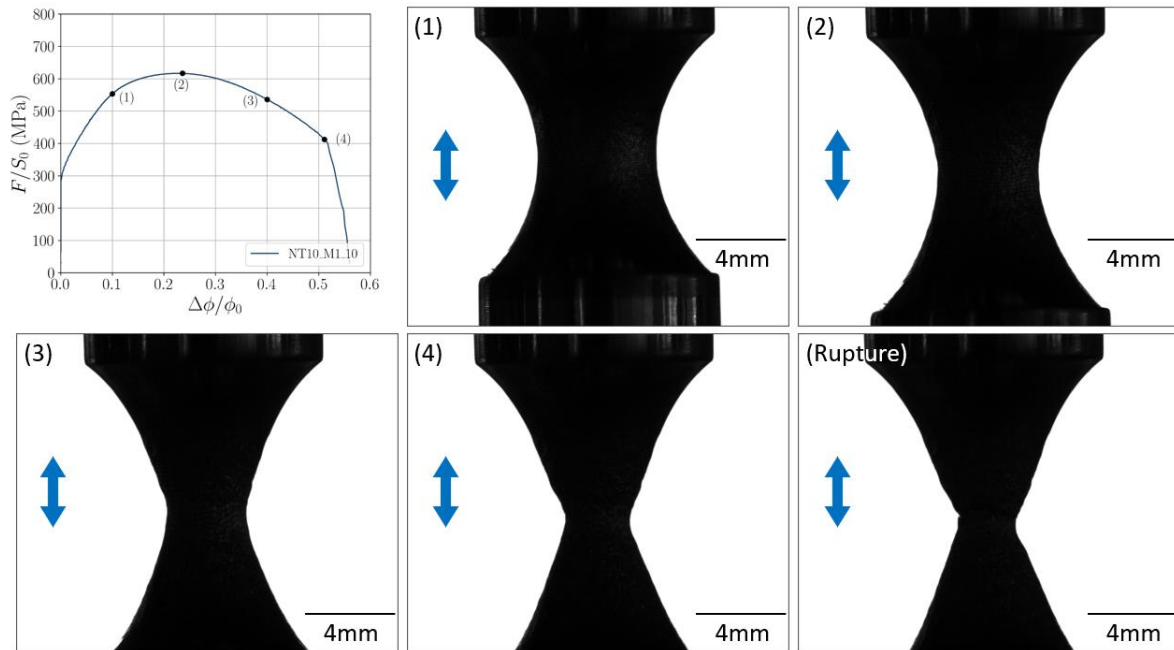 800
700
600
500
400
300
200
100
0
F/S₀ (MPa)
(1)
(2)
(3)
(4)
NT10_M1_10
0.0 0.1 0.2 0.3 0.4 0.5 0.6
Δϕ/ϕ₀
(1)
4mm
(2)
4mm
(3)
4mm
(4)
4mm
(Rupture)
4mm